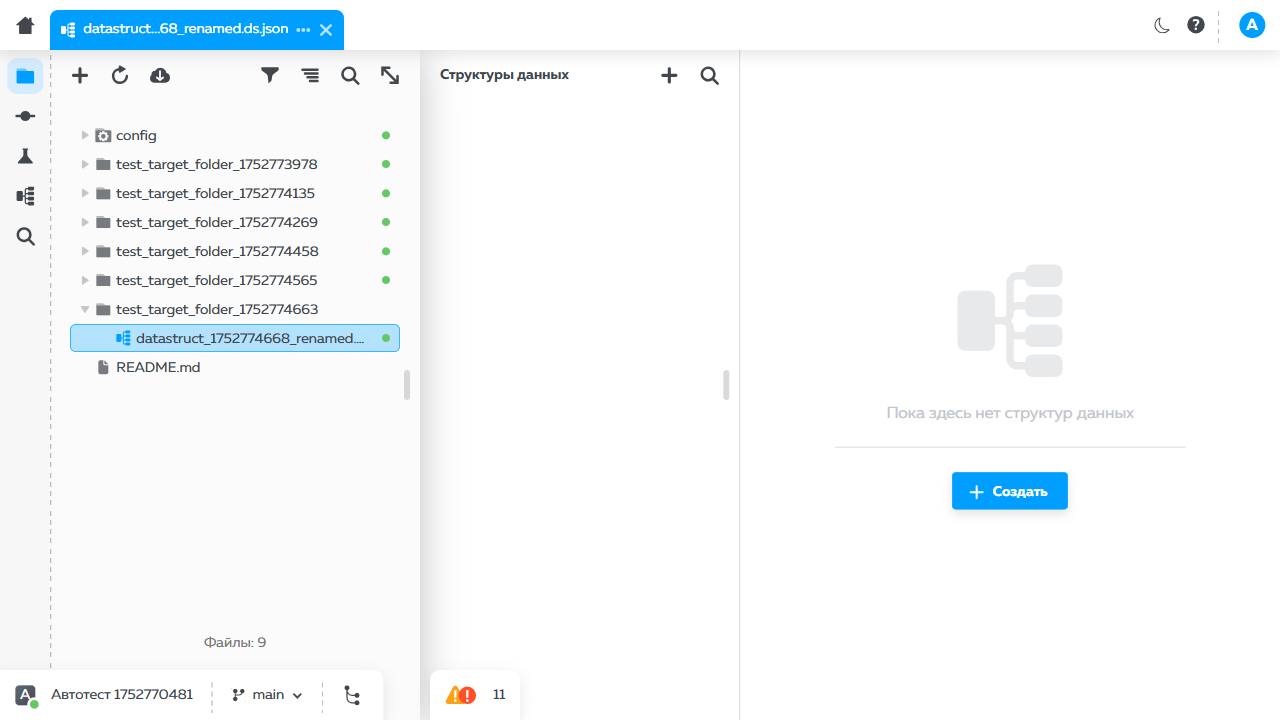 datastruct...68_renamed.ds.json
A
Структуры данных
config
test_target_folder_1752773978
test_target_folder_1752774135
test_target_folder_1752774269
test_target_folder_1752774458
test_target_folder_1752774565
test_target_folder_1752774663
datastruct_1752774668_renamed....
README.md
Пока здесь нет структур данных
Создать
Файлы: 9
A
Автотест 1752770481
main
11